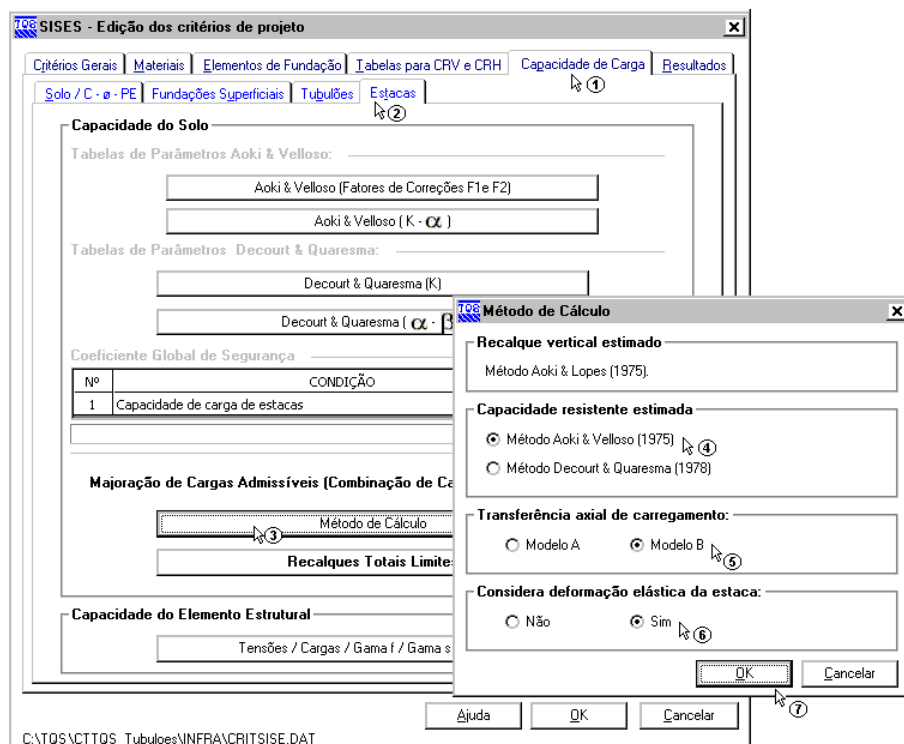 TQS SISES - Edição dos critérios de projeto
Critérios Gerais Materiais Elementos de Fundação Tabelas para CRV e CRH Capacidade de Carga Resultados
1
Solo / C - ø - PE Fundações Superficiais Tubulões Estacas
2
Capacidade do Solo
Tabelas de Parâmetros Aoki & Velloso:
Aoki & Velloso (Fatores de Correções F1e F2)
Aoki & Velloso ( K - α )
Tabelas de Parâmetros Decourt & Quaresma:
Decourt & Quaresma (K)
Decourt & Quaresma ( α - β
Coeficiente Global de Segurança
Nº CONDIÇÃO
1 Capacidade de carga de estacas
Majoração de Cargas Admissíveis (Combinação de Ca
Método de Cálculo
3
Recalques Totais Limite
Capacidade do Elemento Estrutural
Tensões / Cargas / Gama f / Gama s
Ajuda OK Cancelar
C:\TQS\CTTQS_Tubuloes\INFRA\CRITSISE.DAT
TQS Método de Cálculo
Recalque vertical estimado
Método Aoki & Lopes (1975).
Capacidade resistente estimada
Método Aoki & Velloso (1975)
4
Método Decourt & Quaresma (1978)
Transferência axial de carregamento:
Modelo A Modelo B
5
Considera deformação elástica da estaca:
Não Sim
6
OK Cancelar
7